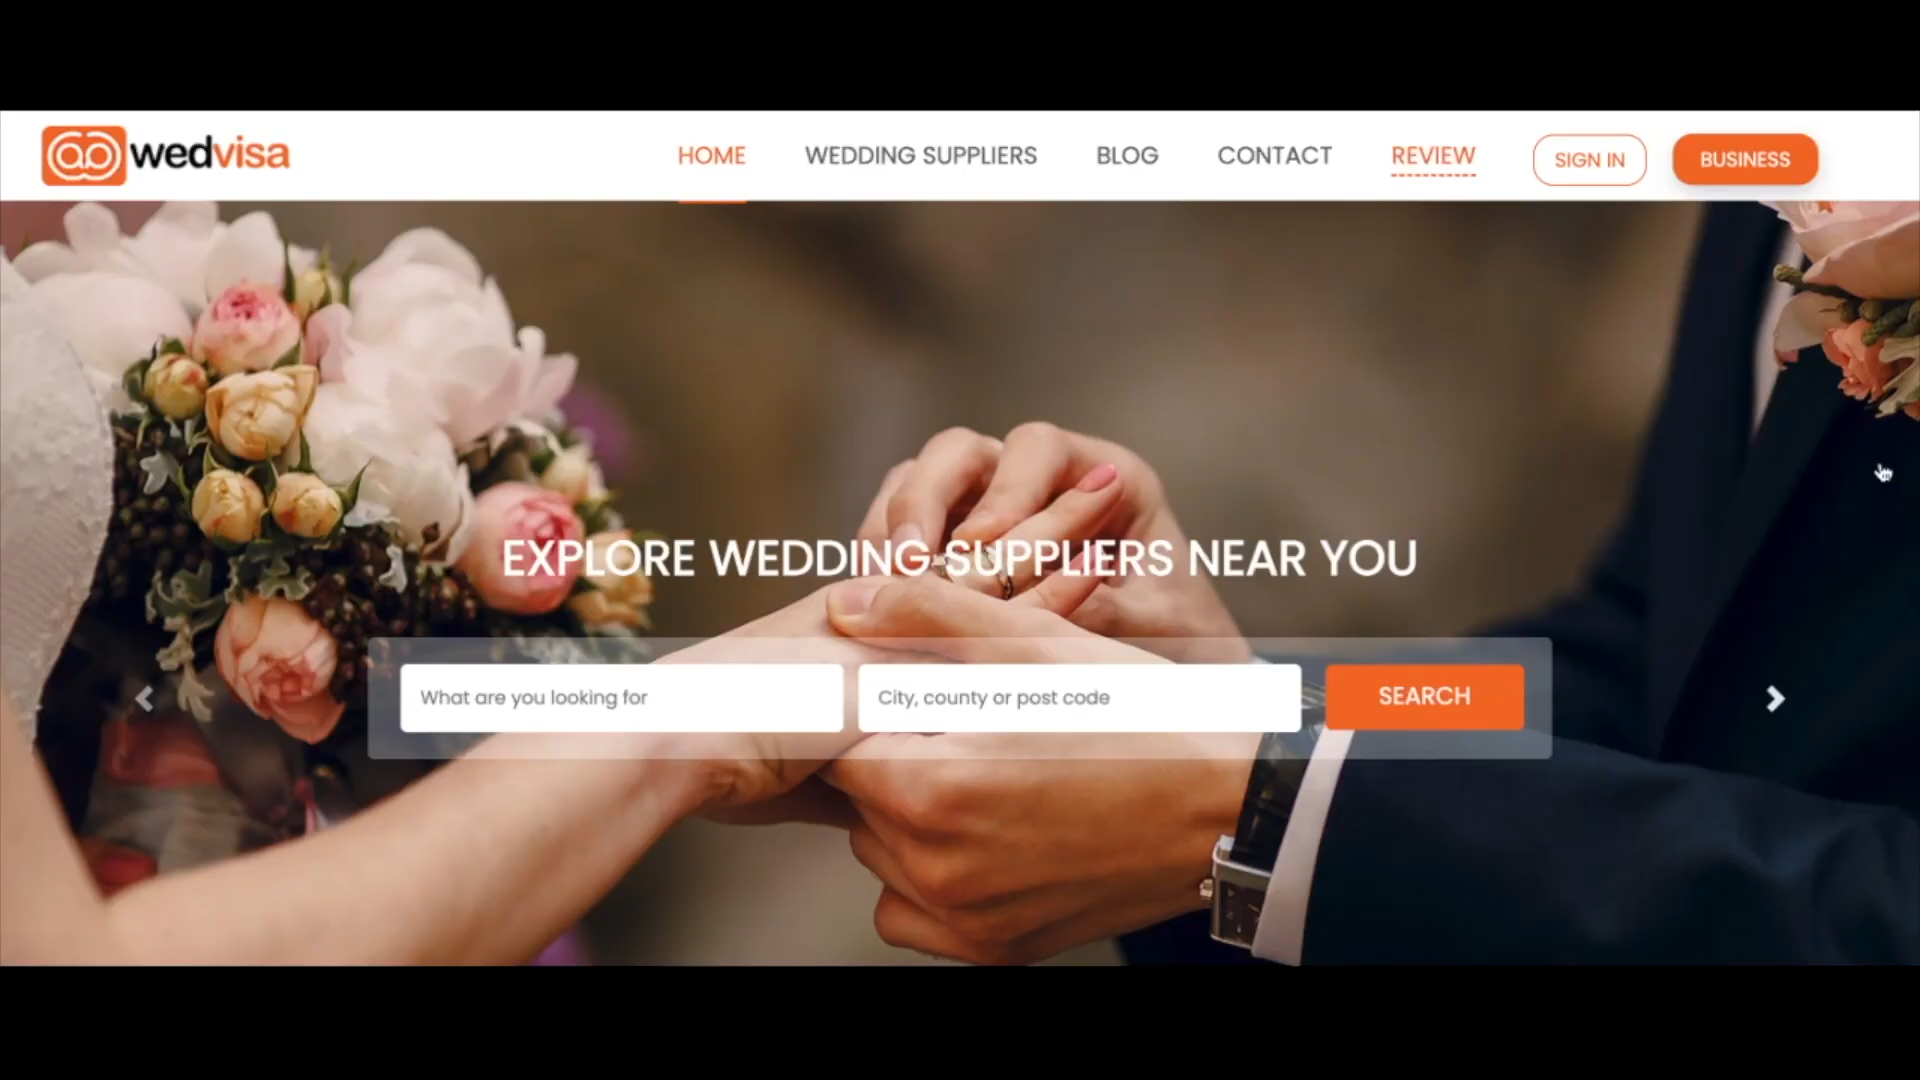 wedvisa
HOME
WEDDING SUPPLIERS
BLOG
CONTACT
REVIEW
SIGN IN
BUSINESS
EXPLORE WEDDING SUPPLIERS NEAR YOU
What are you looking for
City, county or post code
SEARCH